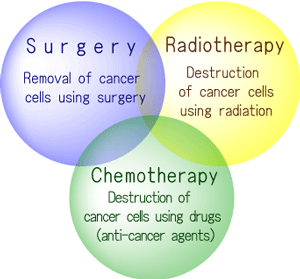 Surgery
Removal of cancer
cells using surgery
Radiotherapy
Destruction
of cancer cells
using radiation
Chemotherapy
Destruction of
cancer cells using drugs
(anti-cancer agents)